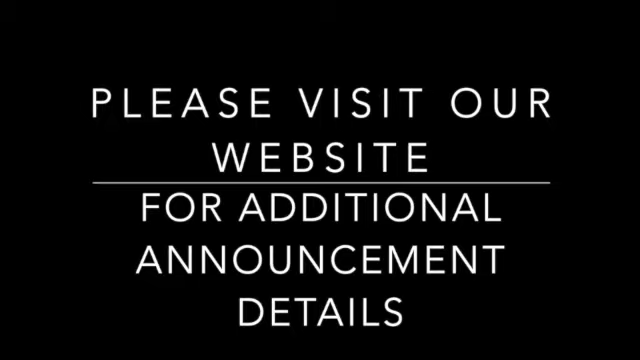 PLEASE VISIT OUR
WEBSITE
FOR ADDITIONAL
ANNOUNCEMENT
DETAILS